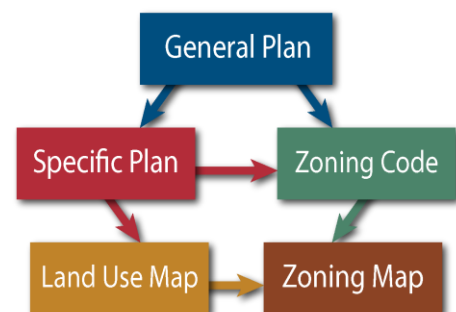 General Plan
Specific Plan
Zoning Code
Land Use Map
Zoning Map